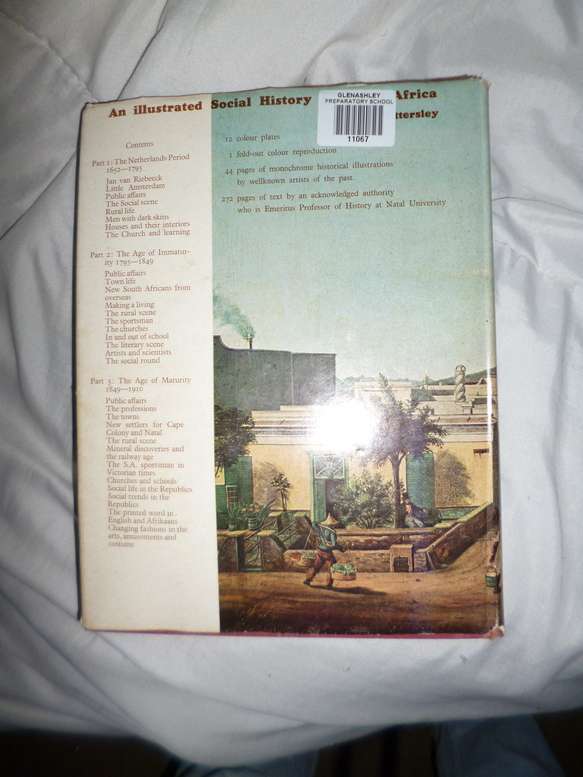 An illustrated Social History Africa
ttersley
GLENASHLEY
PREPARATORY SCHOOL
11067
Contents
Part 1: The Netherlands Period
1652—1795
Jan van Riebeeck
Little Amsterdam
Public affairs
The Social scene
Rural life
Men with dark skins
Houses and their interiors
The Church and learning
Part 2: The Age of Immatur-
ity 1795—1849
Public affairs
Town life
New South Africans from
overseas
Making a living
The rural scene
The sportsman
The churches
In and out of school
The literary scene
Artists and scientists
The social round
Part 3: The Age of Maturity
1849—1910
Public affairs
The professions
The towns
New settlers for Cape
Colony and Natal
The rural scene
Mineral discoveries and
the railway age
The S.A. sportsman in
Victorian times
Churches and schools
Social life in the Republics
Social trends in the
Republics
The printed word in
English and Afrikaans
Changing fashions in the
arts, amusements and
costume
12 colour plates
1 fold-out colour reproduction
44 pages of monochrome historical illustrations
by wellknown artists of the past.
272 pages of text by an acknowledged authority
who is Emeritus Professor of History at Natal University